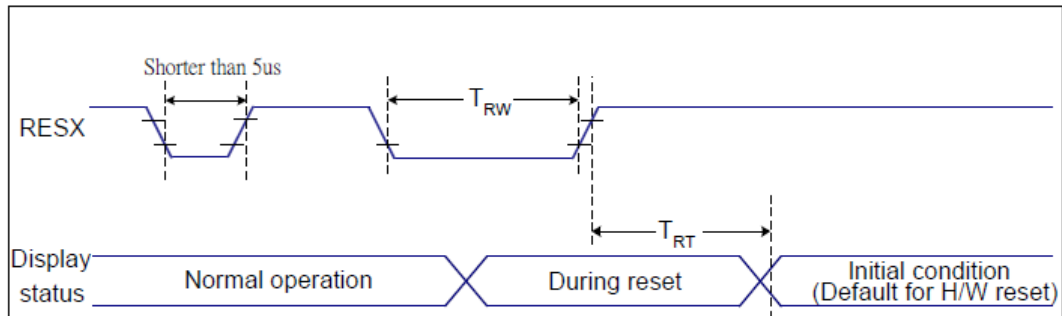 Shorter than 5us
RESX
TRW
TRT
Display
status
Normal operation
During reset
Initial condition
(Default for H/W reset)